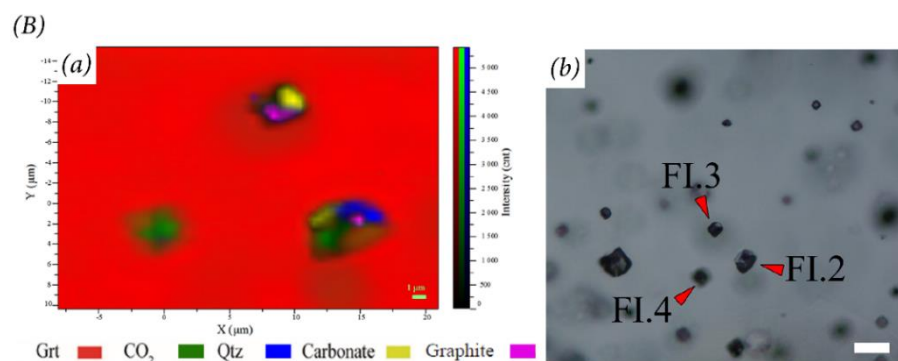 (B)
(a)
-14
-12
-10
-8
-6
-4
-2
0
2
4
6
8
10
Y (µm)
-5 0 5 10 15 20
X (µm)
1 µm
5 000
4 500
4 000
3 500
3 000
2 500
2 000
1 500
1 000
500
0
Intensity (cnt)
Grt CO₂ Qtz Carbonate Graphite
(b)
FI.3
FI.2
FI.4